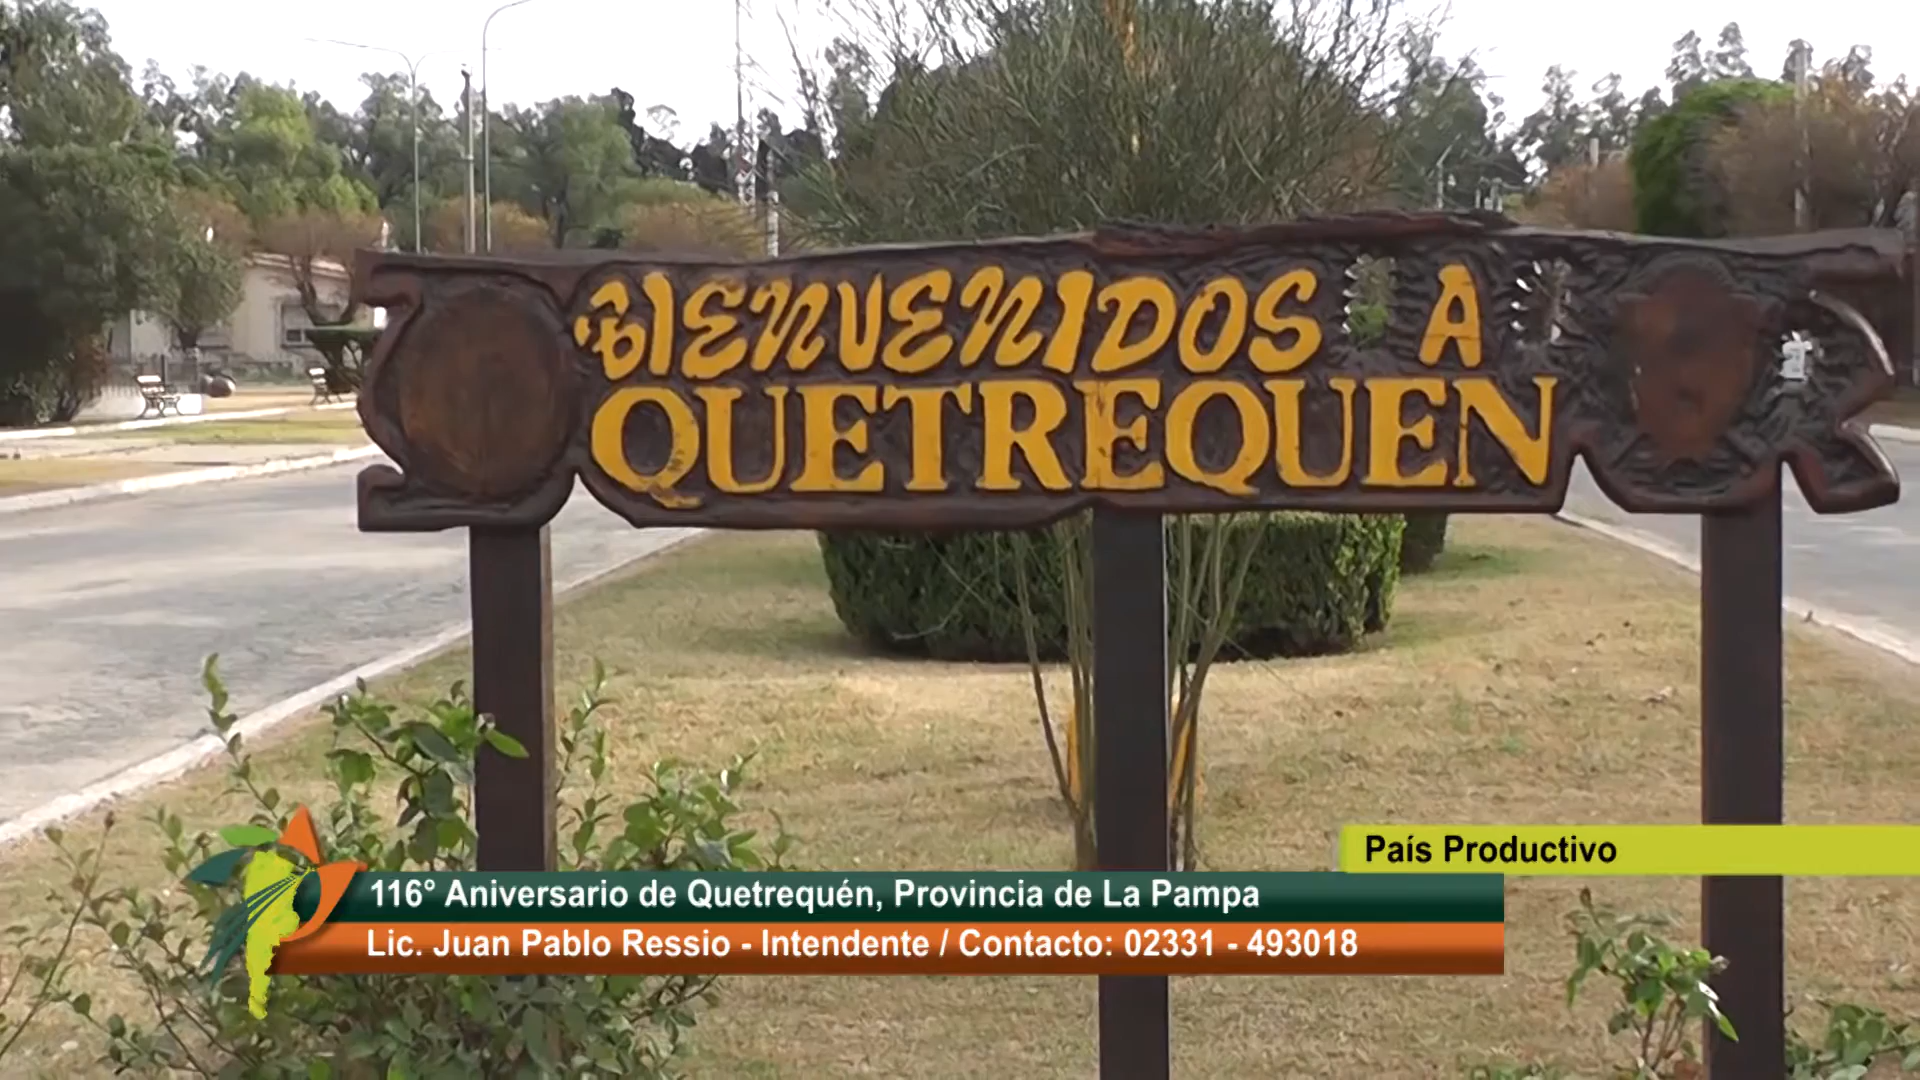 BIENVENIDOS A
QUETREQUEN
País Productivo
116° Aniversario de Quetrequén, Provincia de La Pampa
Lic. Juan Pablo Ressio - Intendente / Contacto: 02331 - 493018